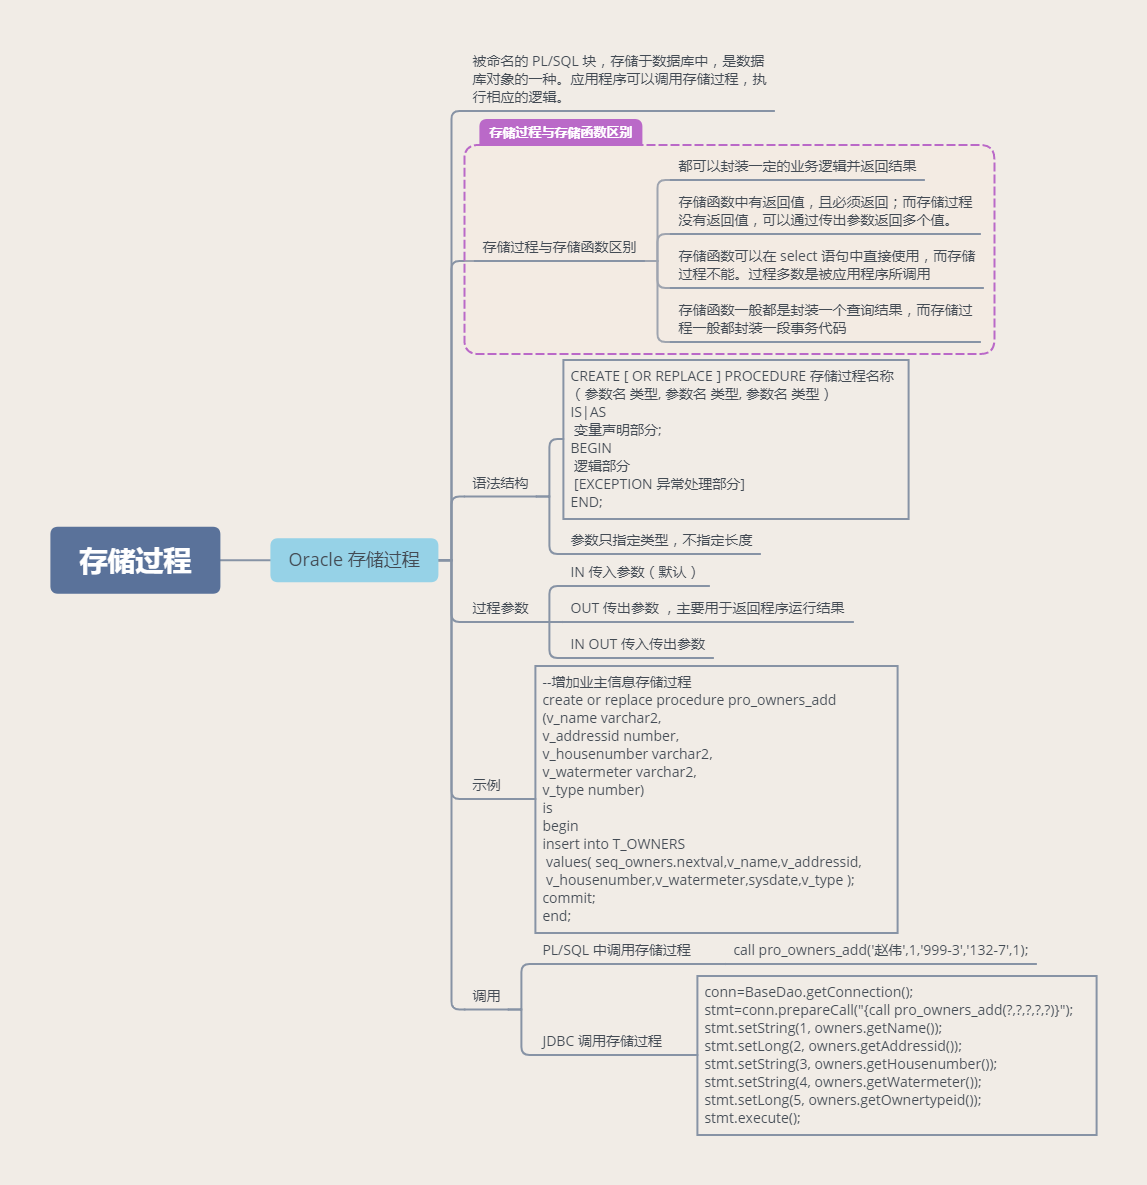 被命名的 PL/SQL 块，存储于数据库中，是数据
库对象的一种。应用程序可以调用存储过程，执
行相应的逻辑。
存储过程与存储函数区别
存储过程与存储函数区别
都可以封装一定的业务逻辑并返回结果
存储函数中有返回值，且必须返回；而存储过程
没有返回值，可以通过传出参数返回多个值。
存储函数可以在 select 语句中直接使用，而存储
过程不能。过程多数是被应用程序所调用
存储函数一般都是封装一个查询结果，而存储过
程一般都封装一段事务代码
语法结构
CREATE [ OR REPLACE ] PROCEDURE 存储过程名称
（ 参数名 类型, 参数名 类型, 参数名 类型 ）
IS|AS
变量声明部分;
BEGIN
逻辑部分
[EXCEPTION 异常处理部分]
END;
参数只指定类型，不指定长度
存储过程
Oracle 存储过程
过程参数
IN 传入参数（ 默认 ）
OUT 传出参数 ，主要用于返回程序运行结果
IN OUT 传入传出参数
示例
--增加业主信息存储过程
create or replace procedure pro_owners_add
(v_name varchar2,
v_addressid number,
v_housenumber varchar2,
v_watermeter varchar2,
v_type number)
is
begin
insert into T_OWNERS
values( seq_owners.nextval,v_name,v_addressid,
v_housenumber,v_watermeter,sysdate,v_type );
commit;
end;
调用
PL/SQL 中调用存储过程
call pro_owners_add('赵伟',1,'999-3','132-7',1);
JDBC 调用存储过程
conn=BaseDao.getConnection();
stmt=conn.prepareCall("{call pro_owners_add(?,?,?,?,?)}");
stmt.setString(1, owners.getName());
stmt.setLong(2, owners.getAddressid());
stmt.setString(3, owners.getHousenumber());
stmt.setString(4, owners.getWatermeter());
stmt.setLong(5, owners.getOwnertypeid());
stmt.execute();